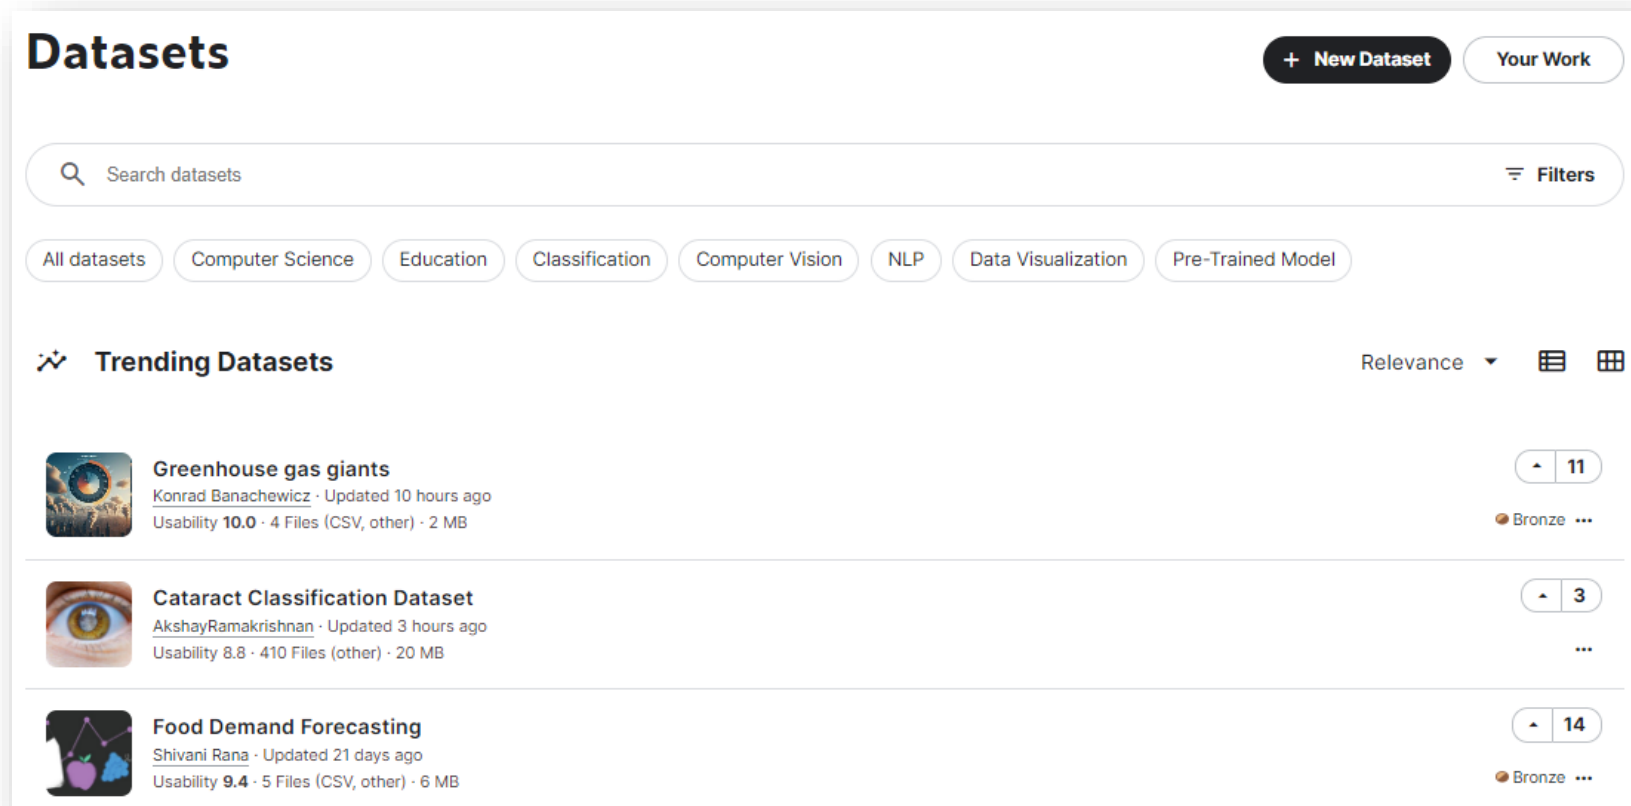 Datasets
+ New Dataset
Your Work
Search datasets
Filters
All datasets
Computer Science
Education
Classification
Computer Vision
NLP
Data Visualization
Pre-Trained Model
Trending Datasets
Relevance
Greenhouse gas giants
11
Konrad Banachewicz · Updated 10 hours ago
Usability 10.0 · 4 Files (CSV, other) · 2 MB
Bronze
Cataract Classification Dataset
3
AkshayRamakrishnan · Updated 3 hours ago
Usability 8.8 · 410 Files (other) · 20 MB
Food Demand Forecasting
14
Shivani Rana · Updated 21 days ago
Usability 9.4 · 5 Files (CSV, other) · 6 MB
Bronze